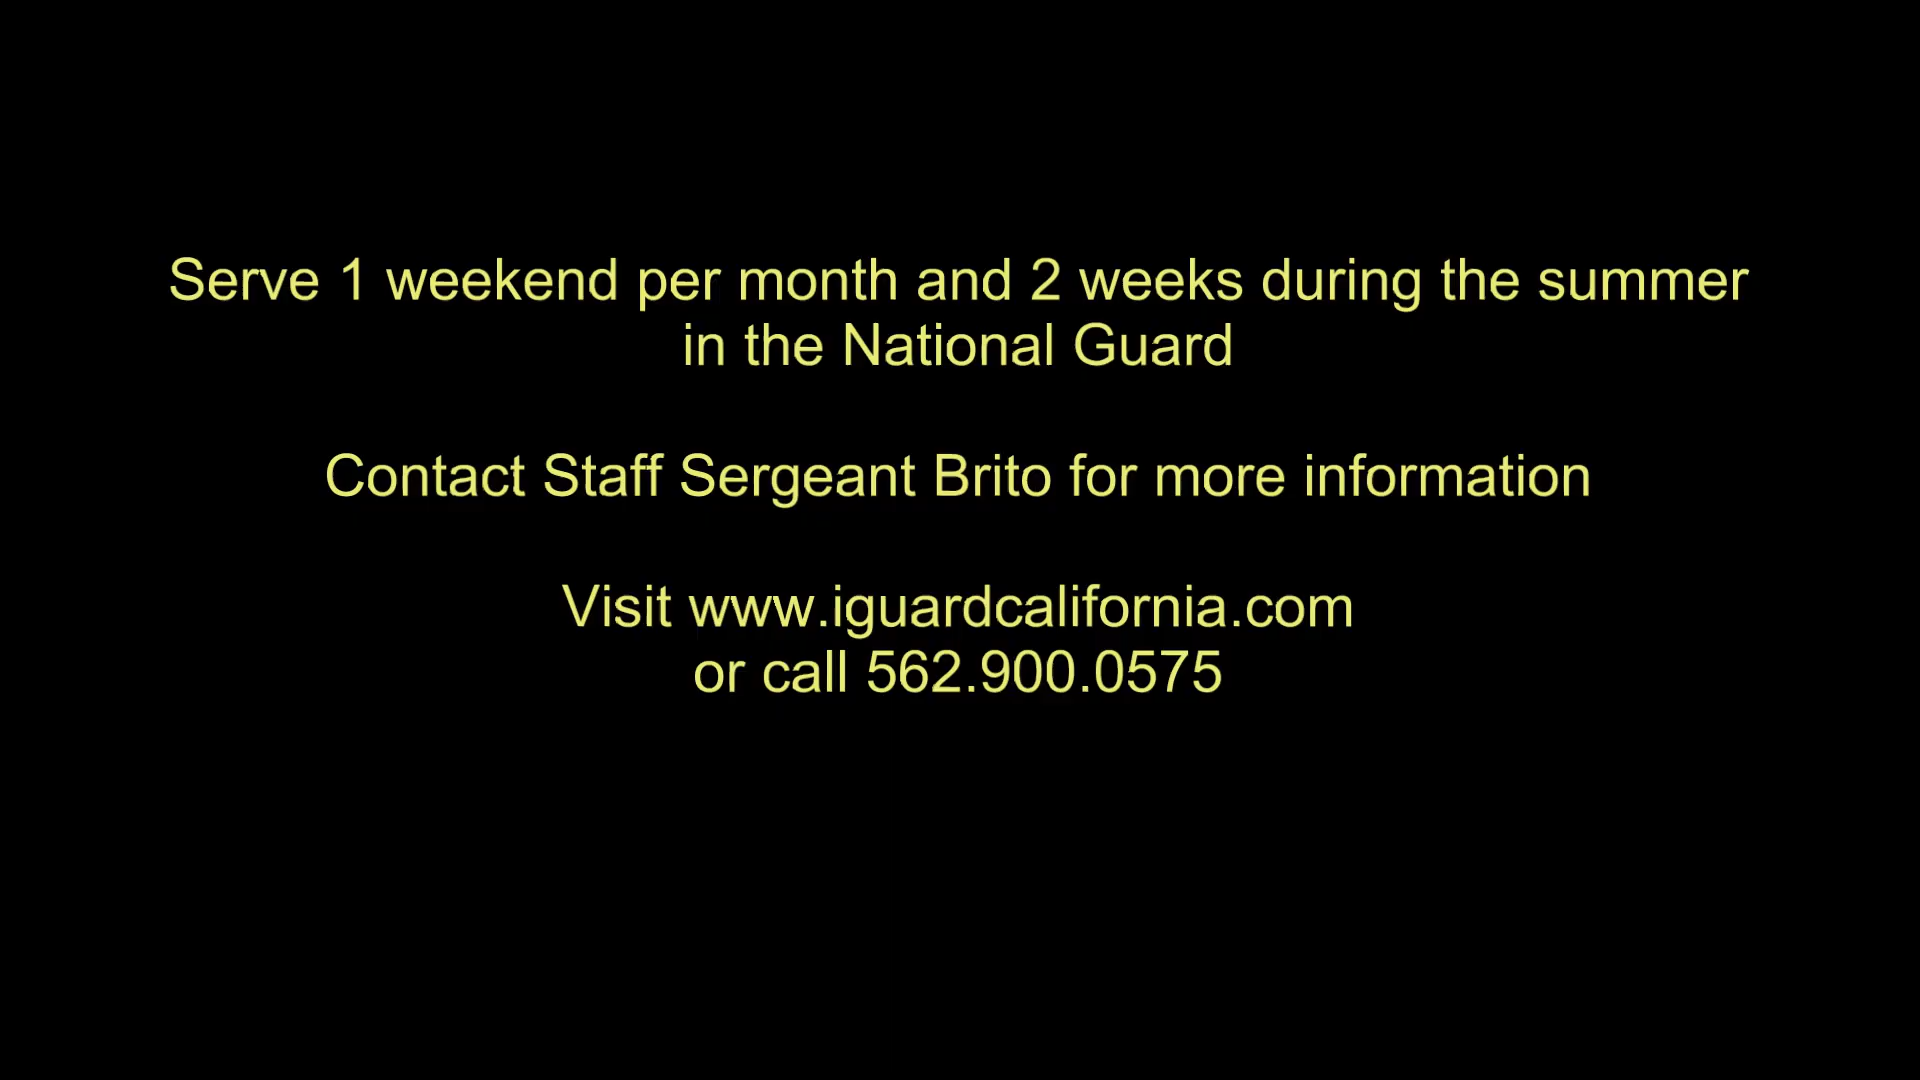 Serve 1 weekend per month and 2 weeks during the summer
in the National Guard
Contact Staff Sergeant Brito for more information
Visit www.iguardcalifornia.com
or call 562.900.0575